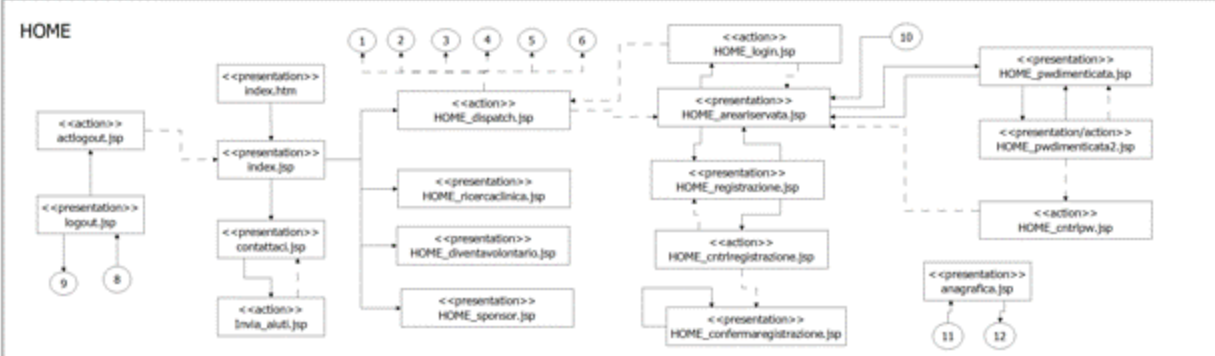 HOME
1
2
3
4
5
6
<<action>>
HOME_login.jsp
10
<<presentation>>
index.htm
<<presentation>>
HOME_pwdimenticata.jsp
<<action>>
HOME_dispatch.jsp
<<presentation>>
HOME_areariservata.jsp
<<action>>
actlogout.jsp
<<presentation/action>>
HOME_pwdimenticata2.jsp
<<presentation>>
index.jsp
<<presentation>>
HOME_ricercaclinica.jsp
<<presentation>>
HOME_registrazione.jsp
<<presentation>>
logout.jsp
<<action>>
HOME_cntrlpw.jsp
<<presentation>>
contattaci.jsp
<<presentation>>
HOME_diventavolontario.jsp
<<action>>
HOME_cntrlregistrazione.jsp
9
8
<<presentation>>
anagrafica.jsp
<<action>>
Invia_aiuti.jsp
<<presentation>>
HOME_sponsor.jsp
<<presentation>>
HOME_confermaregistrazione.jsp
11
12